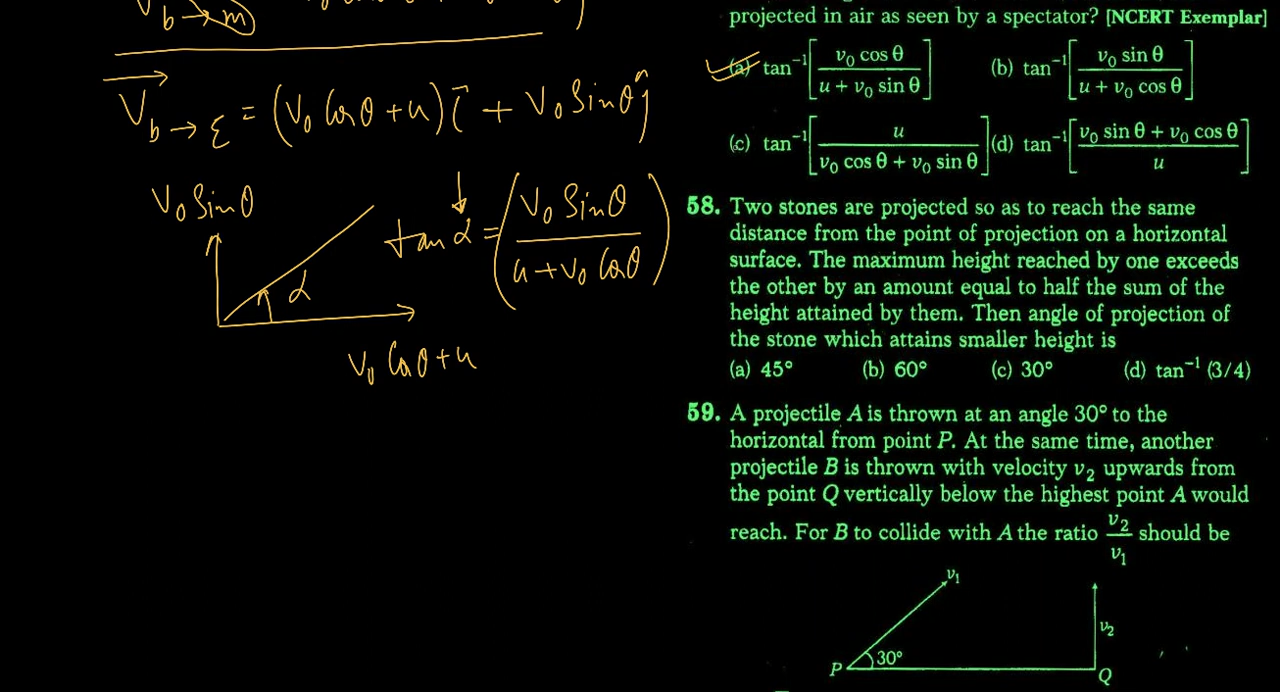 V b→m
V b→ε = (V₀ Cosθ + u) î + V₀ Sinθ ĵ
V₀ Sinθ
tan α = (V₀ Sinθ / u + V₀ Cosθ)
α
V₀ Cosθ + u
projected in air as seen by a spectator? [NCERT Exemplar]
(a) tan⁻¹[v₀ cos θ / u + v₀ sin θ] (b) tan⁻¹[v₀ sin θ / u + v₀ cos θ]
(c) tan⁻¹[u / v₀ cos θ + v₀ sin θ] (d) tan⁻¹[v₀ sin θ + v₀ cos θ / u]
58. Two stones are projected so as to reach the same
distance from the point of projection on a horizontal
surface. The maximum height reached by one exceeds
the other by an amount equal to half the sum of the
height attained by them. Then angle of projection of
the stone which attains smaller height is
(a) 45° (b) 60° (c) 30° (d) tan⁻¹ (3/4)
59. A projectile A is thrown at an angle 30° to the
horizontal from point P. At the same time, another
projectile B is thrown with velocity v₂ upwards from
the point Q vertically below the highest point A would
reach. For B to collide with A the ratio v₂/v₁ should be
v₁
v₂
30°
P
Q